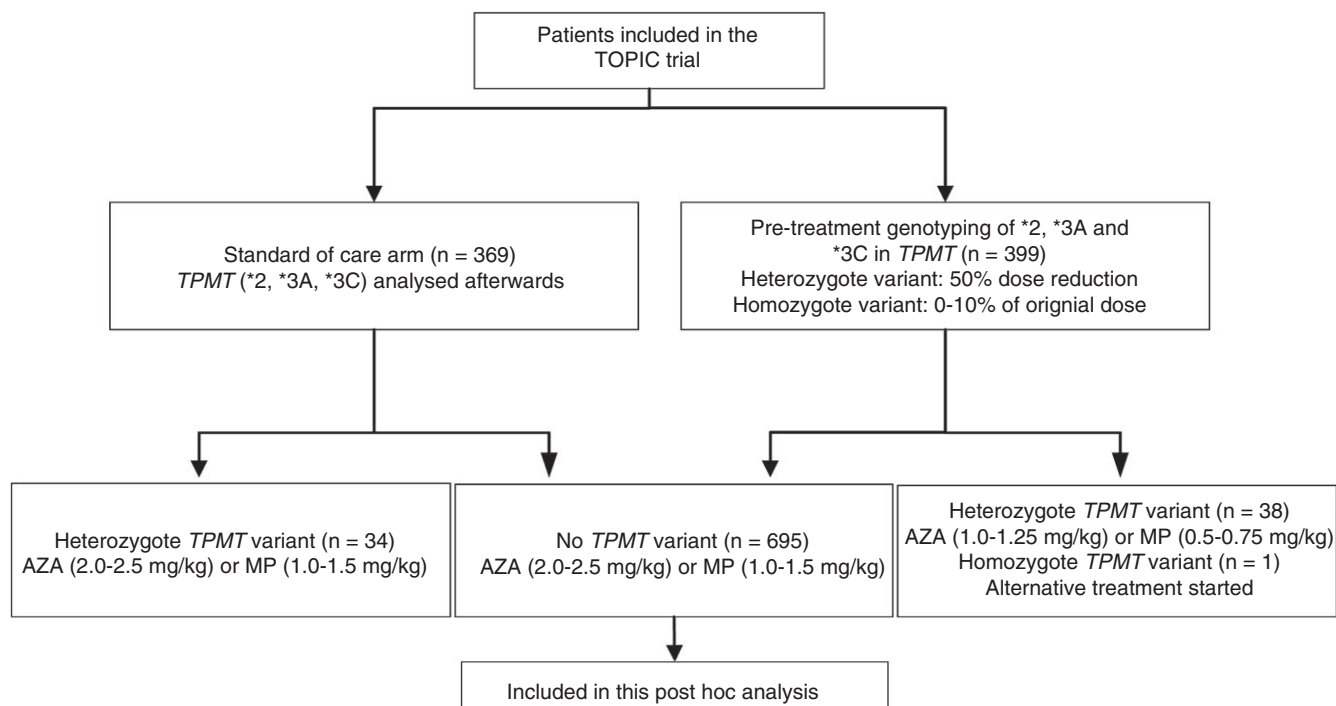 Patients included in the
TOPIC trial
Standard of care arm (n = 369)
TPMT (*2, *3A, *3C) analysed afterwards
Pre-treatment genotyping of *2, *3A and
*3C in TPMT (n = 399)
Heterozygote variant: 50% dose reduction
Homozygote variant: 0-10% of orignial dose
Heterozygote TPMT variant (n = 34)
AZA (2.0-2.5 mg/kg) or MP (1.0-1.5 mg/kg)
No TPMT variant (n = 695)
AZA (2.0-2.5 mg/kg) or MP (1.0-1.5 mg/kg)
Heterozygote TPMT variant (n = 38)
AZA (1.0-1.25 mg/kg) or MP (0.5-0.75 mg/kg)
Homozygote TPMT variant (n = 1)
Alternative treatment started
Included in this post hoc analysis